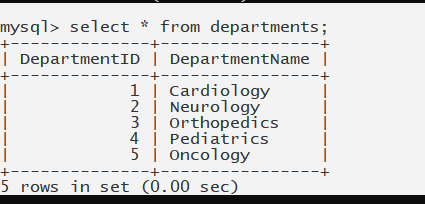 mysql> select * from departments;
+--------------+----------------+
| DepartmentID | DepartmentName |
+--------------+----------------+
|            1 | Cardiology     |
|            2 | Neurology      |
|            3 | Orthopedics    |
|            4 | Pediatrics     |
|            5 | Oncology       |
+--------------+----------------+
5 rows in set (0.00 sec)